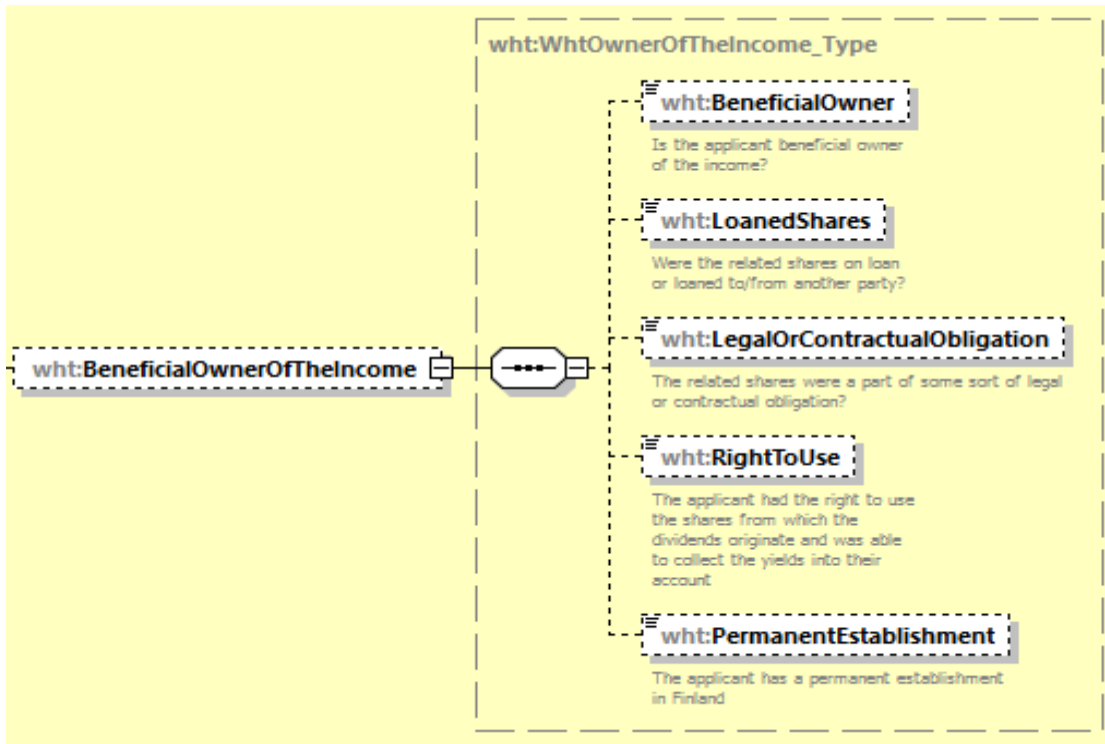 wht:WhtOwnerOfTheIncome_Type
wht:BeneficialOwner
Is the applicant beneficial owner
of the income?
wht:LoanedShares
Were the related shares on loan
or loaned to/from another party?
wht:LegalOrContractualObligation
The related shares were a part of some sort of legal
or contractual obligation?
wht:BeneficialOwnerOfTheIncome
wht:RightToUse
The applicant had the right to use
the shares from which the
dividends originate and was able
to collect the yields into their
account
wht:PermanentEstablishment
The applicant has a permanent establishment
in Finland